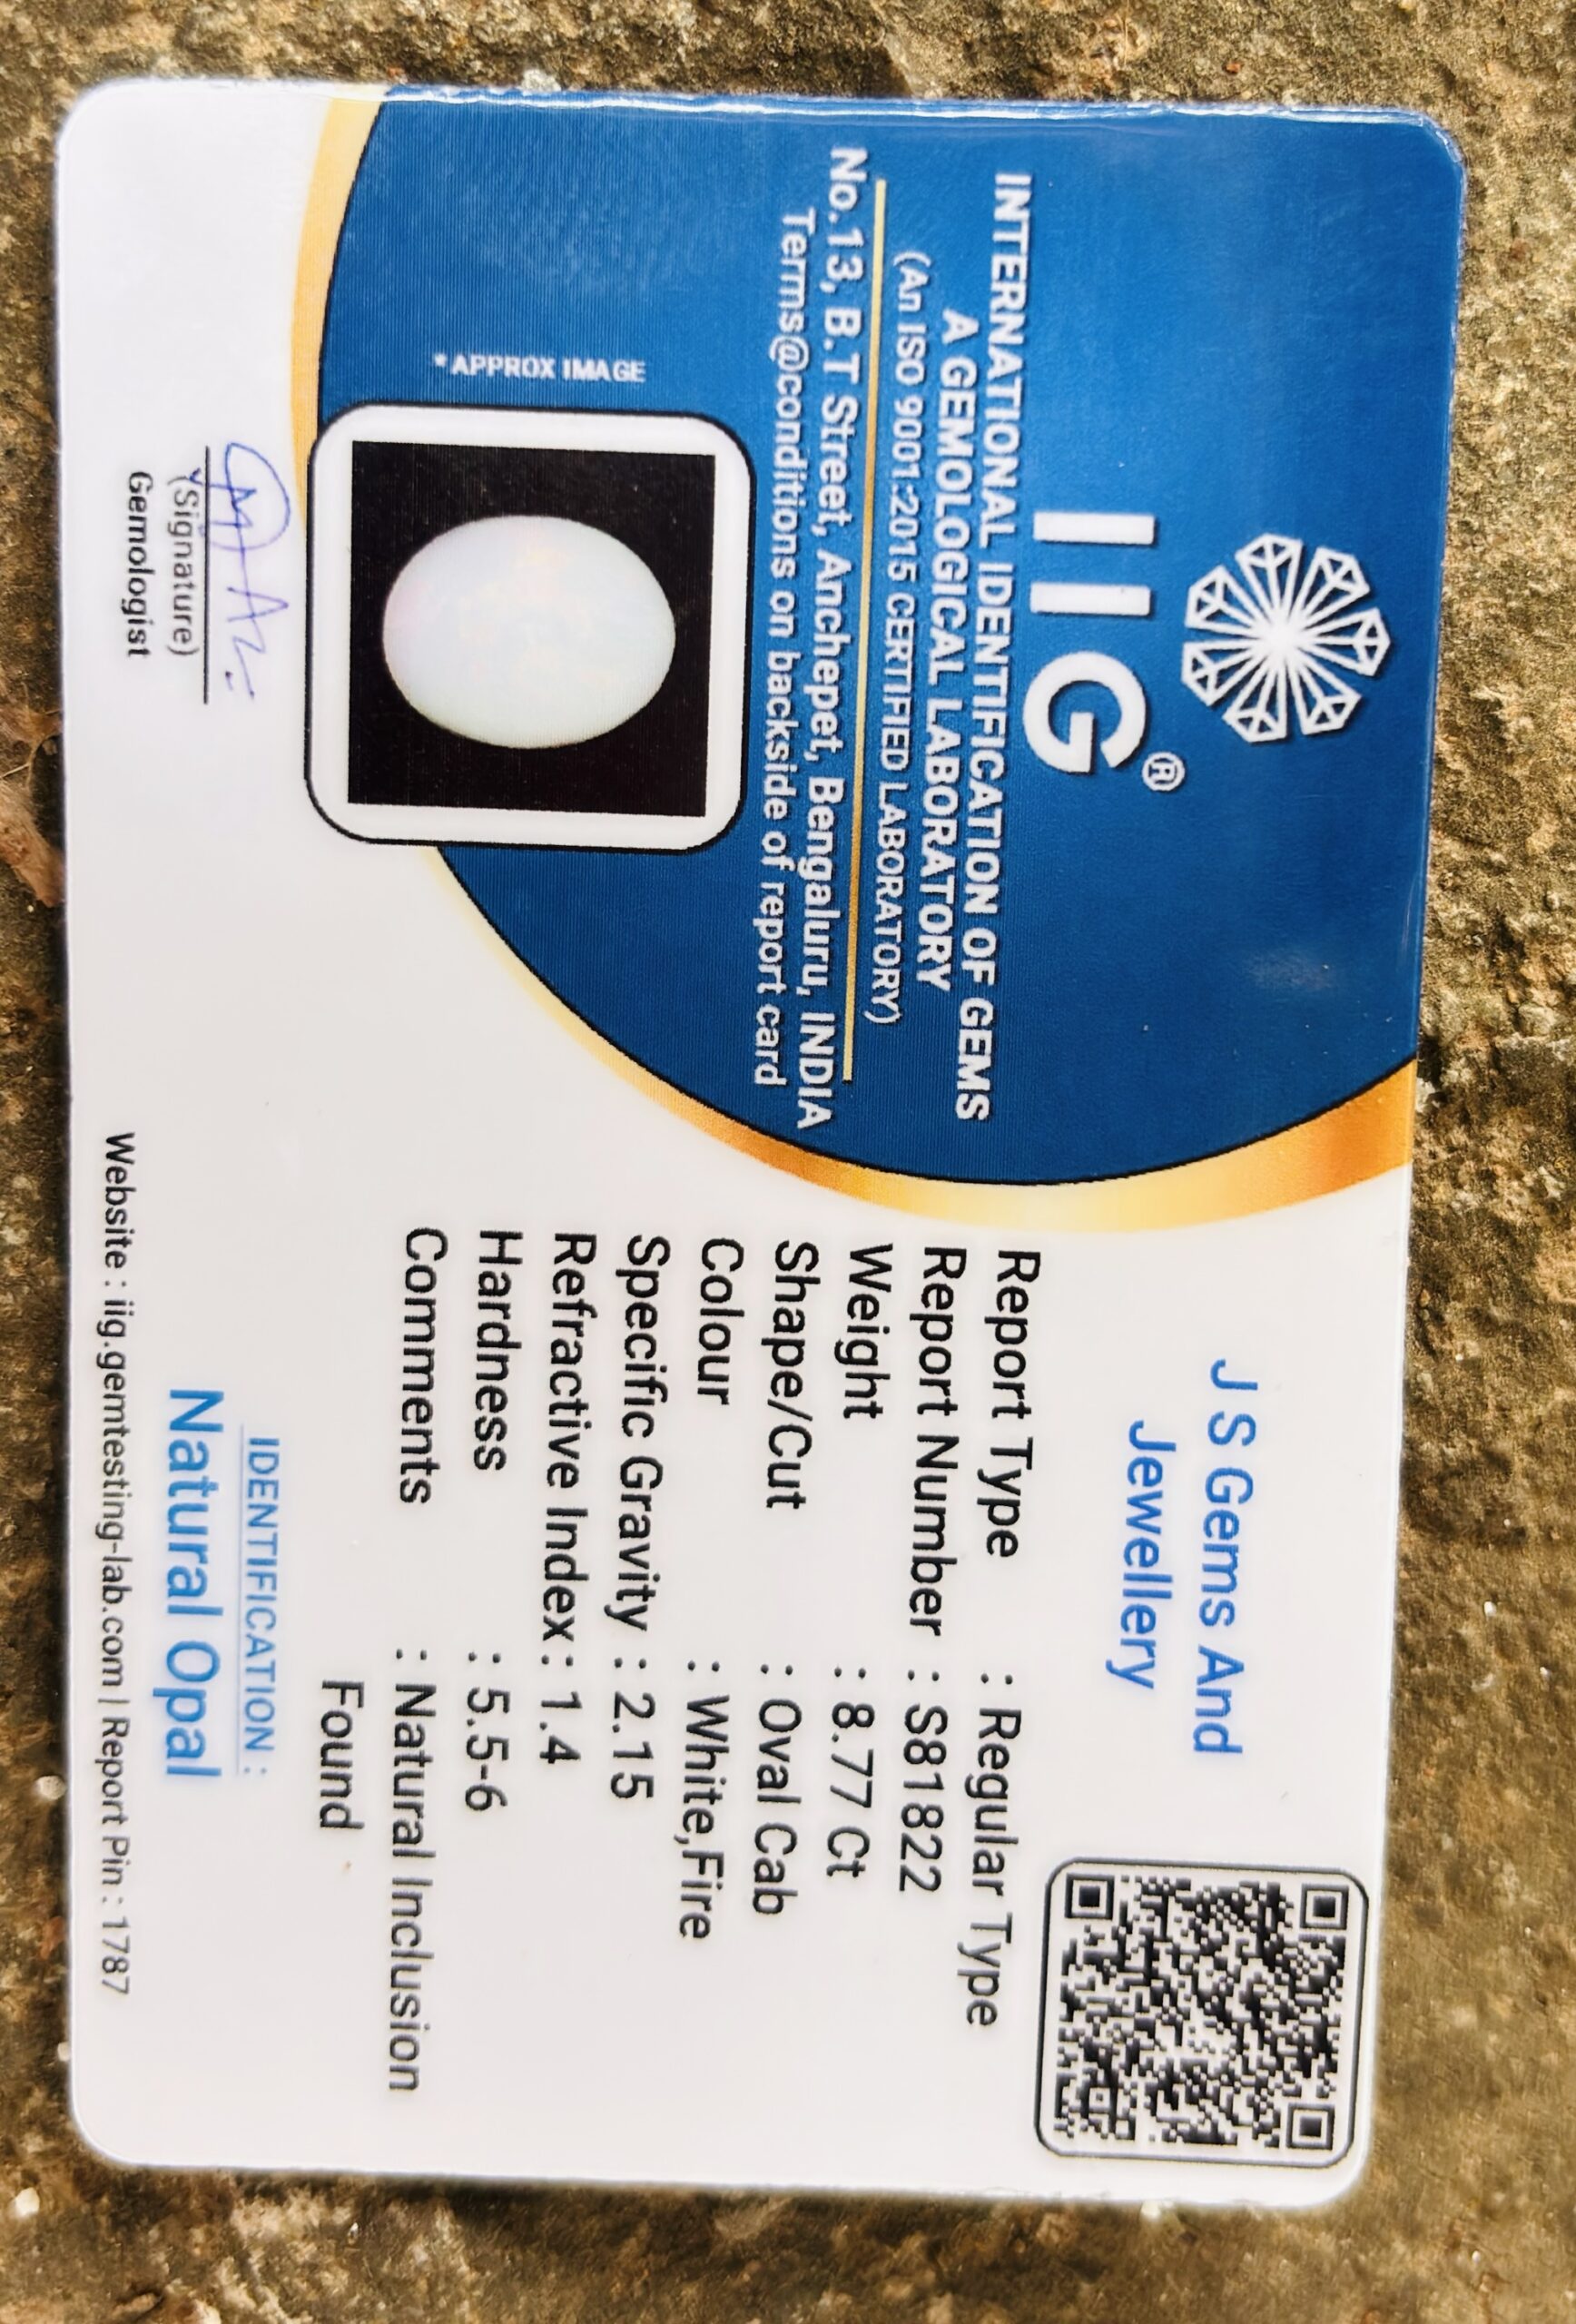 IIG®
INTERNATIONAL IDENTIFICATION OF GEMS
A GEMOLOGICAL LABORATORY
(An ISO 9001:2015 CERTIFIED LABORATORY)
No.13, B.T Street, Anchepet, Bengaluru, INDIA
Terms@conditions on backside of report card
* APPROX IMAGE
(Signature)
Gemologist
J S Gems And
Jewellery
Report Type : Regular Type
Report Number : S81822
Weight : 8.77 Ct
Shape/Cut : Oval Cab
Colour : White,Fire
Specific Gravity : 2.15
Refractive Index : 1.4
Hardness : 5.5-6
Comments : Natural Inclusion
Found
IDENTIFICATION :
Natural Opal
Website : iig.gemtesting-lab.com | Report Pin : 1787